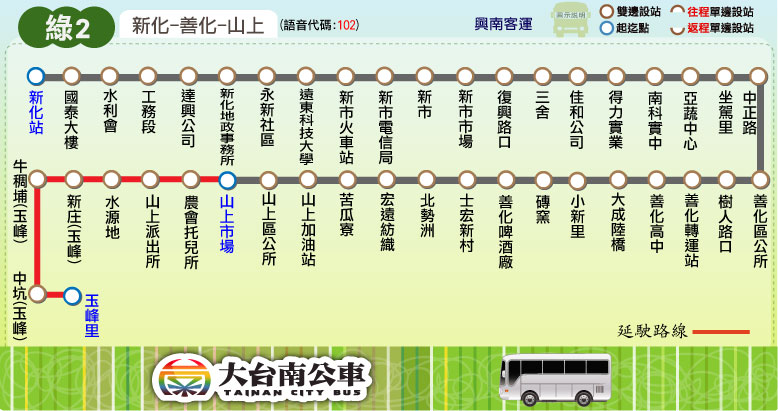 綠2
新化-善化-山上
(語音代碼:102)
興南客運
圖示說明
雙邊設站
往程單邊設站
起迄點
返程單邊設站
新化站
國泰大樓
水利會
工務段
達興公司
新化地政事務所
永新社區
遠東科技大學
新市火車站
新市電信局
新市
新市市場
復興路口
三舍
佳和公司
得力實業
南科實中
亞蔬中心
坐駕里
中正路
善化區公所
樹人路口
善化轉運站
善化高中
大成陸橋
小新里
磚窯
善化啤酒廠
士宏新村
北勢洲
宏遠紡織
苦瓜寮
山上加油站
山上區公所
山上市場
農會托兒所
山上派出所
水源地
新庄(玉峰)
牛稠埔(玉峰)
中坑(玉峰)
玉峰里
延駛路線
大台南公車
TAINAN CITY BUS